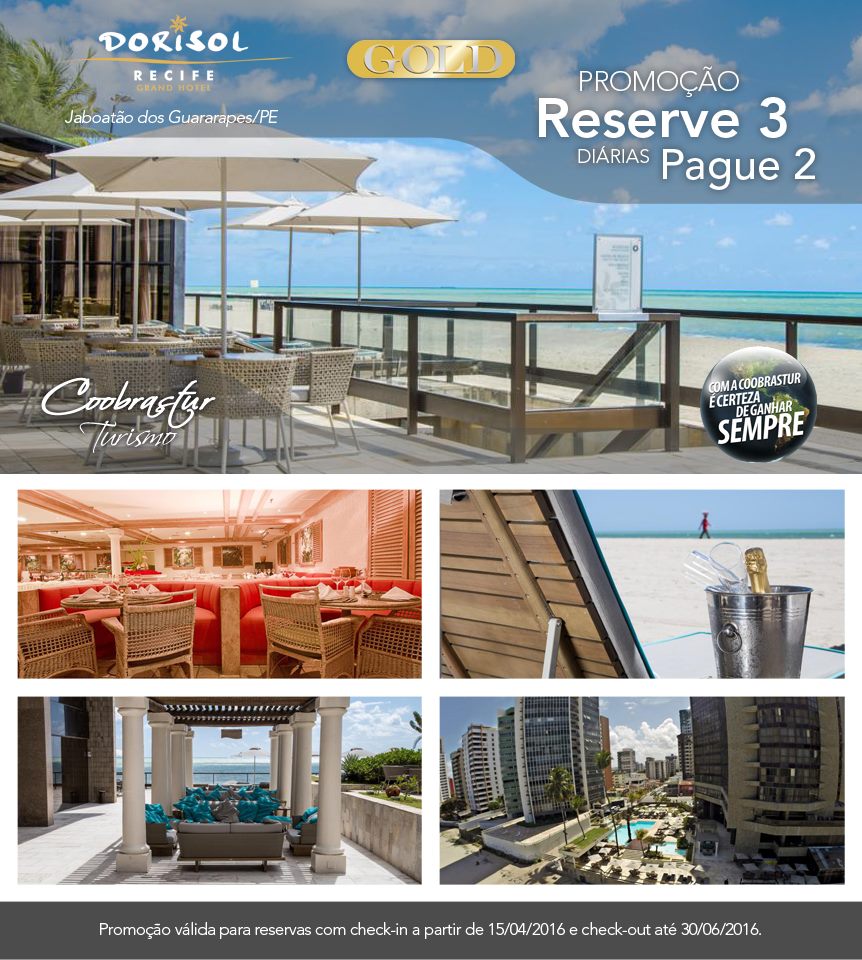 DORISOL
RECIFE
GRAND HOTEL
Jaboatão dos Guararapes/PE
GOLD
PROMOÇÃO
Reserve 3
DIÁRIAS Pague 2
Coobrastur
Turismo
COM A COOBRASTUR
É CERTEZA
DE GANHAR
SEMPRE
Promoção válida para reservas com check-in a partir de 15/04/2016 e check-out até 30/06/2016.